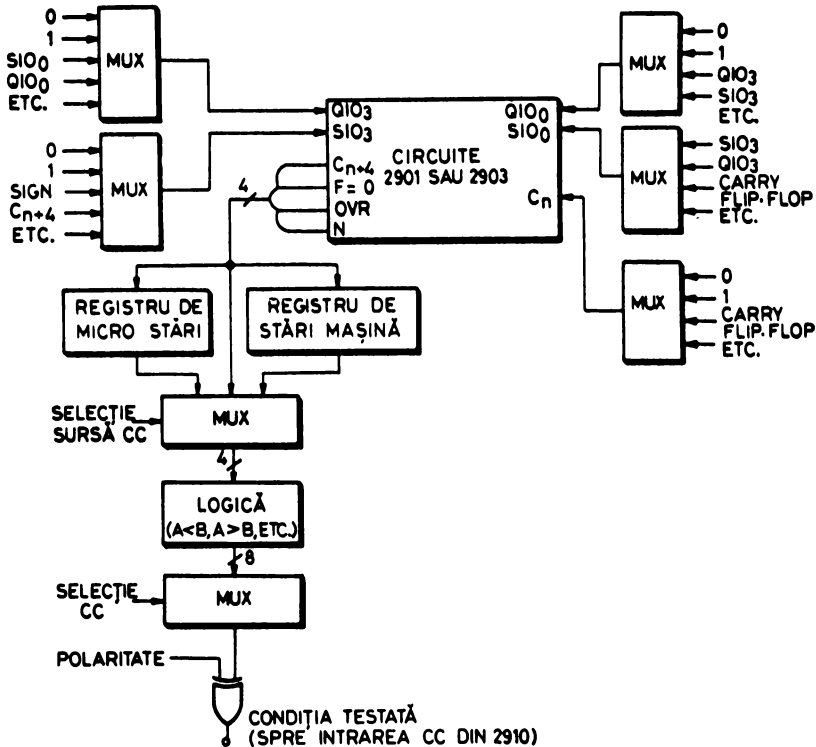 0
1
SIO0
QIO0
ETC.
MUX
0
1
SIGN
Cn+4
ETC.
MUX
QIO3
SIO3
Cn+4
F=0
OVR
N
CIRCUITE
2901 SAU 2903
QIO0
SIO0
Cn
4
MUX
0
1
QIO3
SIO3
ETC.
MUX
SIO3
QIO3
CARRY
FLIP-FLOP
ETC.
MUX
0
1
CARRY
FLIP-FLOP
ETC.
REGISTRU DE
MICRO STĂRI
REGISTRU DE
STĂRI MAȘINĂ
SELECȚIE
SURSĂ CC
MUX
4
LOGICĂ
(A<B, A>B, ETC.)
8
SELECȚIE
CC
MUX
POLARITATE
CONDIȚIA TESTATĂ
(SPRE INTRAREA CC DIN 2910)